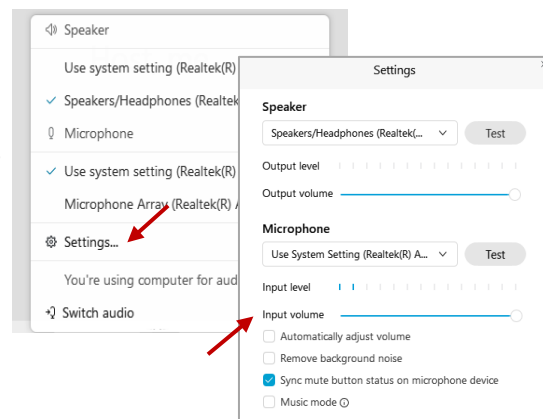 Speaker
Use system setting (Realtek(R)
Speakers/Headphones (Realtek
Microphone
Use system setting (Realtek(R)
Microphone Array (Realtek(R) A
Settings...
You're using computer for aud
Switch audio
Settings
Speaker
Speakers/Headphones (Realtek(... Test
Output level
Output volume
Microphone
Use System Setting (Realtek(R) A... Test
Input level
Input volume
Automatically adjust volume
Remove background noise
Sync mute button status on microphone device
Music mode